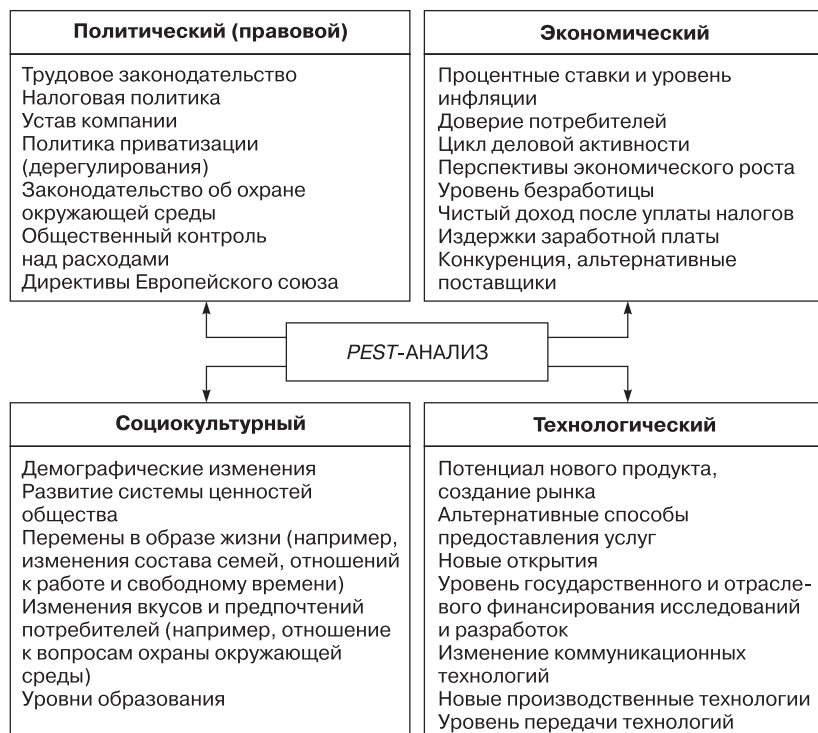 Политический (правовой)
Трудовое законодательство
Налоговая политика
Устав компании
Политика приватизации
(дерегулирования)
Законодательство об охране
окружающей среды
Общественный контроль
над расходами
Директивы Европейского союза
Экономический
Процентные ставки и уровень
инфляции
Доверие потребителей
Цикл деловой активности
Перспективы экономического роста
Уровень безработицы
Чистый доход после уплаты налогов
Издержки заработной платы
Конкуренция, альтернативные
поставщики
PEST-АНАЛИЗ
Социокультурный
Демографические изменения
Развитие системы ценностей
общества
Перемены в образе жизни (например,
изменения состава семей, отношений
к работе и свободному времени)
Изменения вкусов и предпочтений
потребителей (например, отношение
к вопросам охраны окружающей
среды)
Уровни образования
Технологический
Потенциал нового продукта,
создание рынка
Альтернативные способы
предоставления услуг
Новые открытия
Уровень государственного и отрасле-
вого финансирования исследований
и разработок
Изменение коммуникационных
технологий
Новые производственные технологии
Уровень передачи технологий